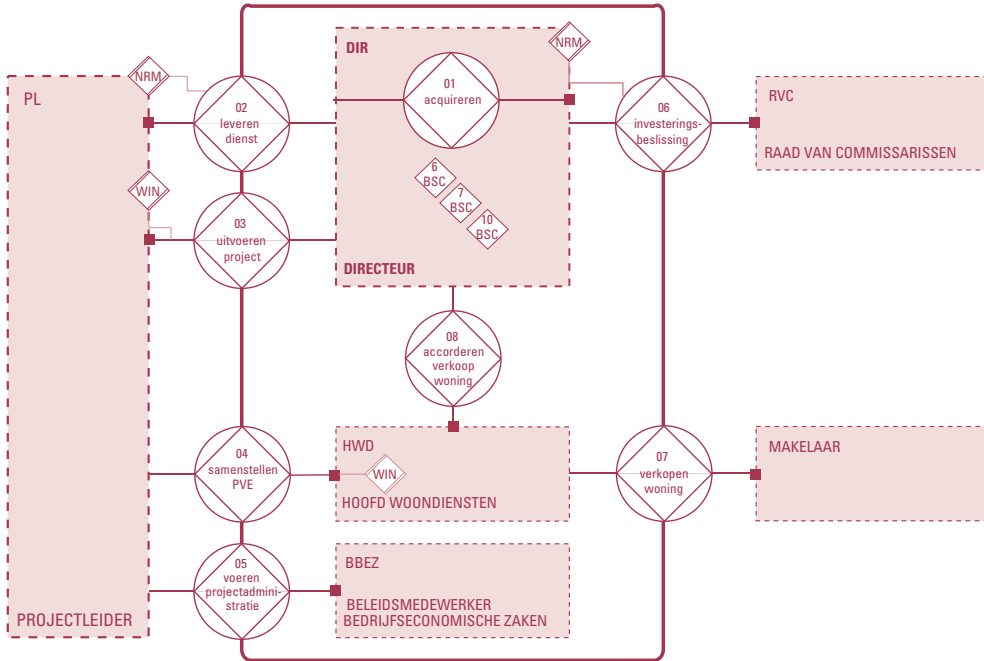 PL
NRM
WIN
PROJECTLEIDER
02
leveren
dienst
03
uitvoeren
project
04
samenstellen
PVE
05
voeren
projectadmini-
stratie
DIR
NRM
01
acquireren
6
BSC
7
BSC
10
BSC
DIRECTEUR
08
accorderen
verkoop
woning
HWD
WIN
HOOFD WOONDIENSTEN
BBEZ
BELEIDSMEDEWERKER
BEDRIJFSECONOMISCHE ZAKEN
06
investerings-
beslissing
07
verkopen
woning
RVC
RAAD VAN COMMISSARISSEN
MAKELAAR